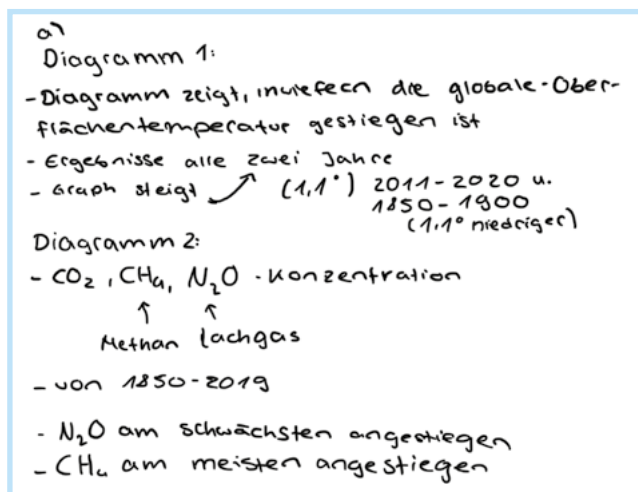 a)
Diagramm 1:
- Diagramm zeigt, inwiefern die globale-Ober-
flächentemperatur gestiegen ist
- Ergebnisse alle zwei Jahre
- Graph steigt (1,1°) 2011-2020 u.
1850-1900
(1,1° niedriger)
Diagramm 2:
- CO₂, CH₄, N₂O - Konzentration
↑ ↑
Methan Lachgas
- von 1850-2019
- N₂O am schwächsten angestiegen
- CH₄ am meisten angestiegen